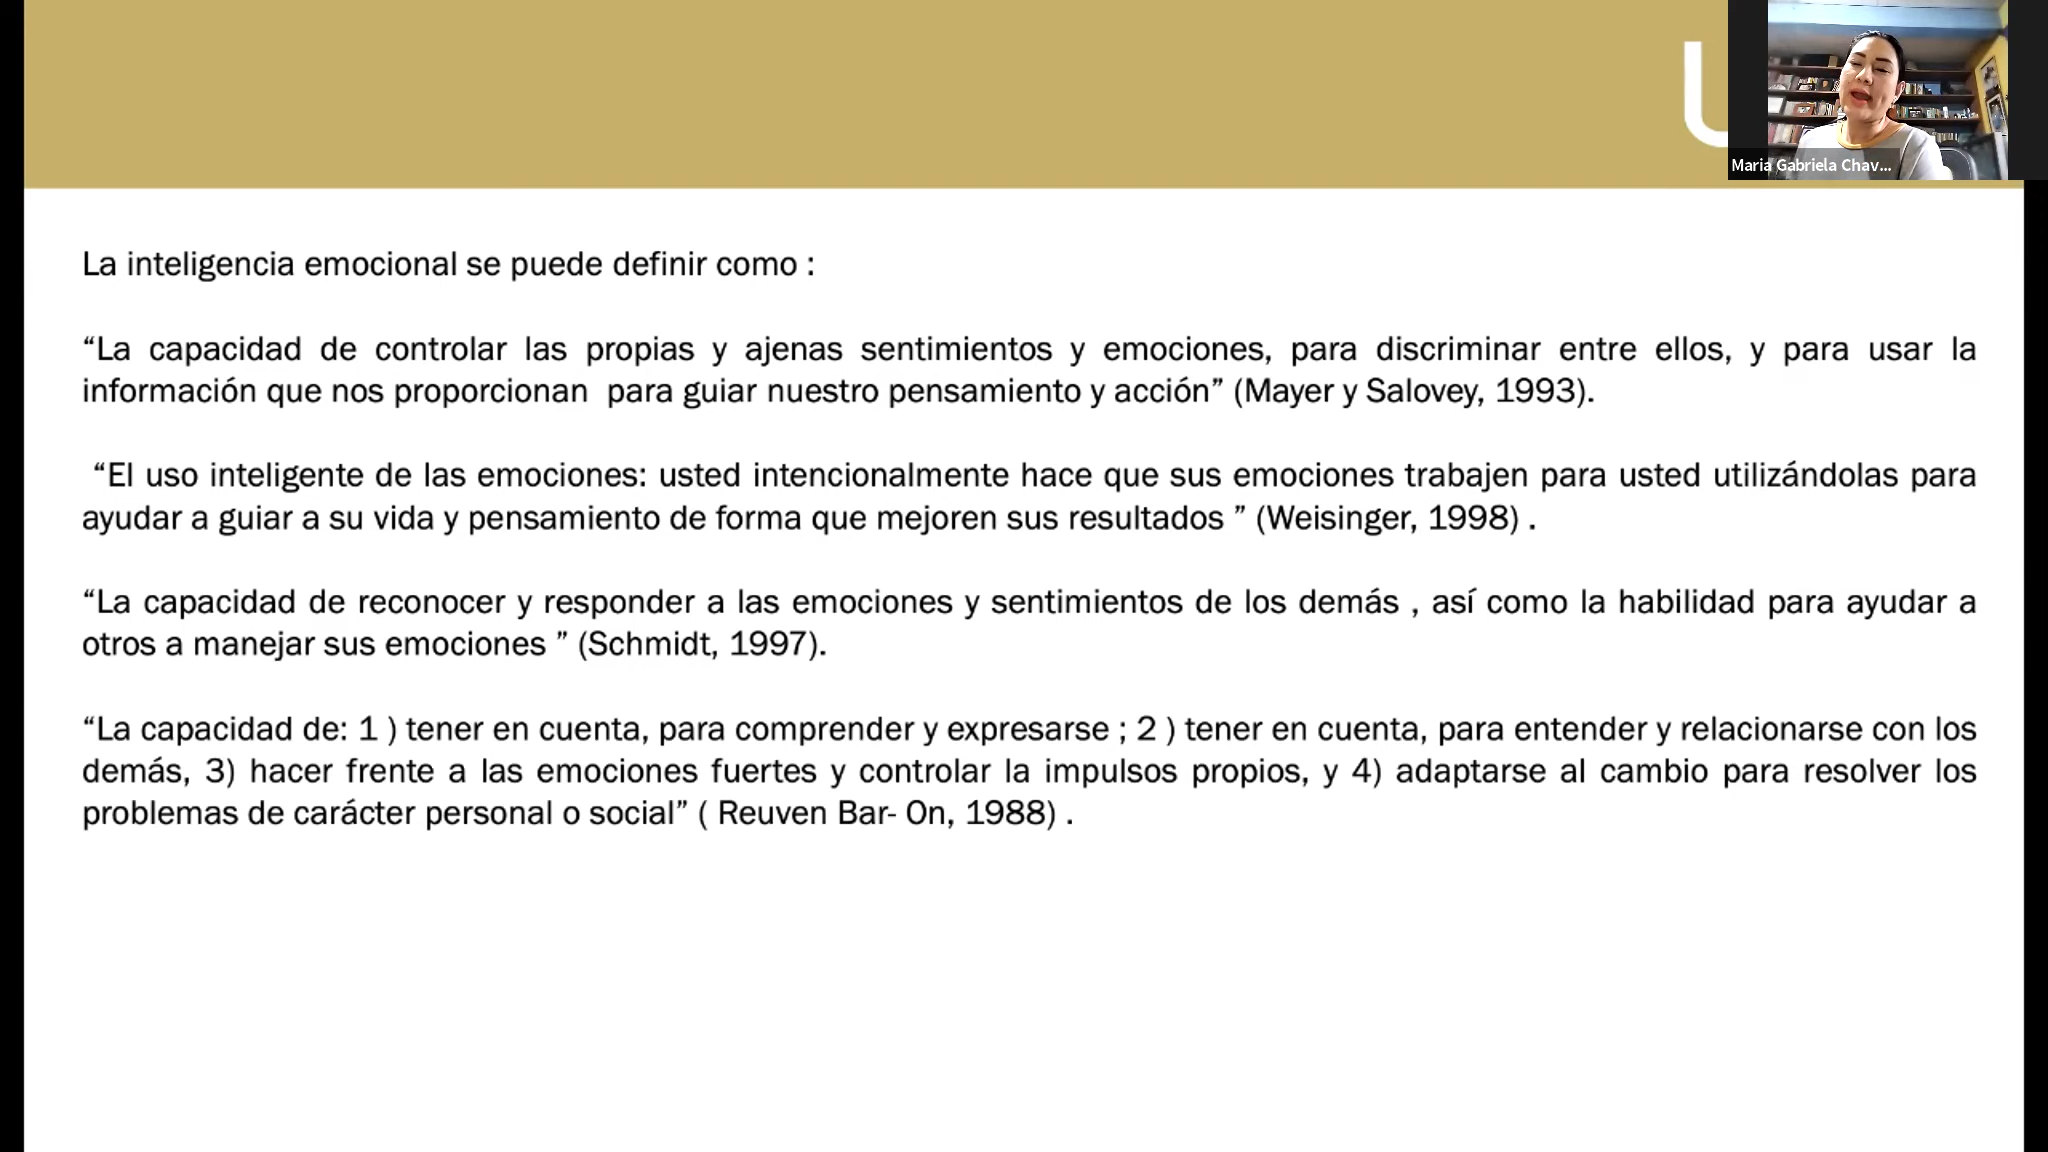 U
Maria Gabriela Chav...
La inteligencia emocional se puede definir como :
“La capacidad de controlar las propias y ajenas sentimientos y emociones, para discriminar entre ellos, y para usar la
información que nos proporcionan para guiar nuestro pensamiento y acción” (Mayer y Salovey, 1993).
“El uso inteligente de las emociones: usted intencionalmente hace que sus emociones trabajen para usted utilizándolas para
ayudar a guiar a su vida y pensamiento de forma que mejoren sus resultados ” (Weisinger, 1998) .
“La capacidad de reconocer y responder a las emociones y sentimientos de los demás , así como la habilidad para ayudar a
otros a manejar sus emociones ” (Schmidt, 1997).
“La capacidad de: 1 ) tener en cuenta, para comprender y expresarse ; 2 ) tener en cuenta, para entender y relacionarse con los
demás, 3) hacer frente a las emociones fuertes y controlar la impulsos propios, y 4) adaptarse al cambio para resolver los
problemas de carácter personal o social” ( Reuven Bar- On, 1988) .